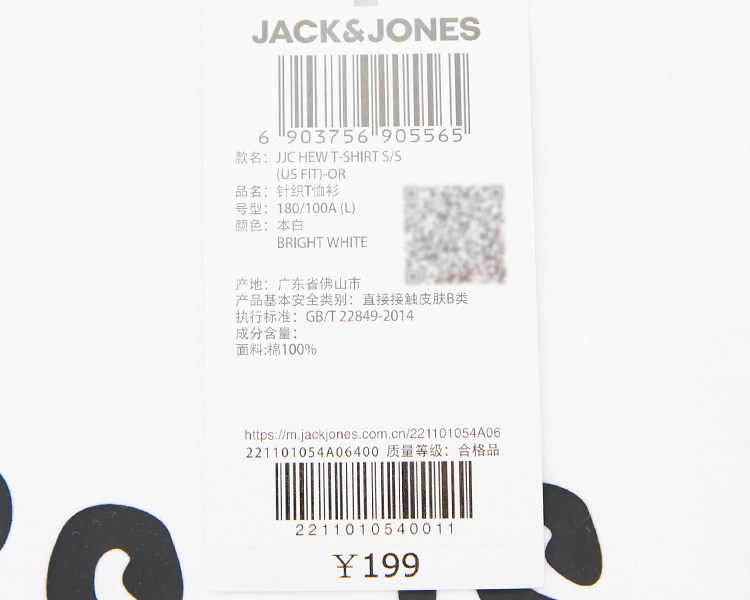 JACK&JONES
6 903756 905565
款名: JJC HEW T-SHIRT S/S
(US FIT)-OR
品名: 针织T恤衫
号型: 180/100A (L)
颜色: 本白
BRIGHT WHITE
产地: 广东省佛山市
产品基本安全类别: 直接接触皮肤B类
执行标准: GB/T 22849-2014
成分含量:
面料:棉100%
https://m.jackjones.com.cn/221101054A06
221101054A06400 质量等级: 合格品
2211010540011
￥199